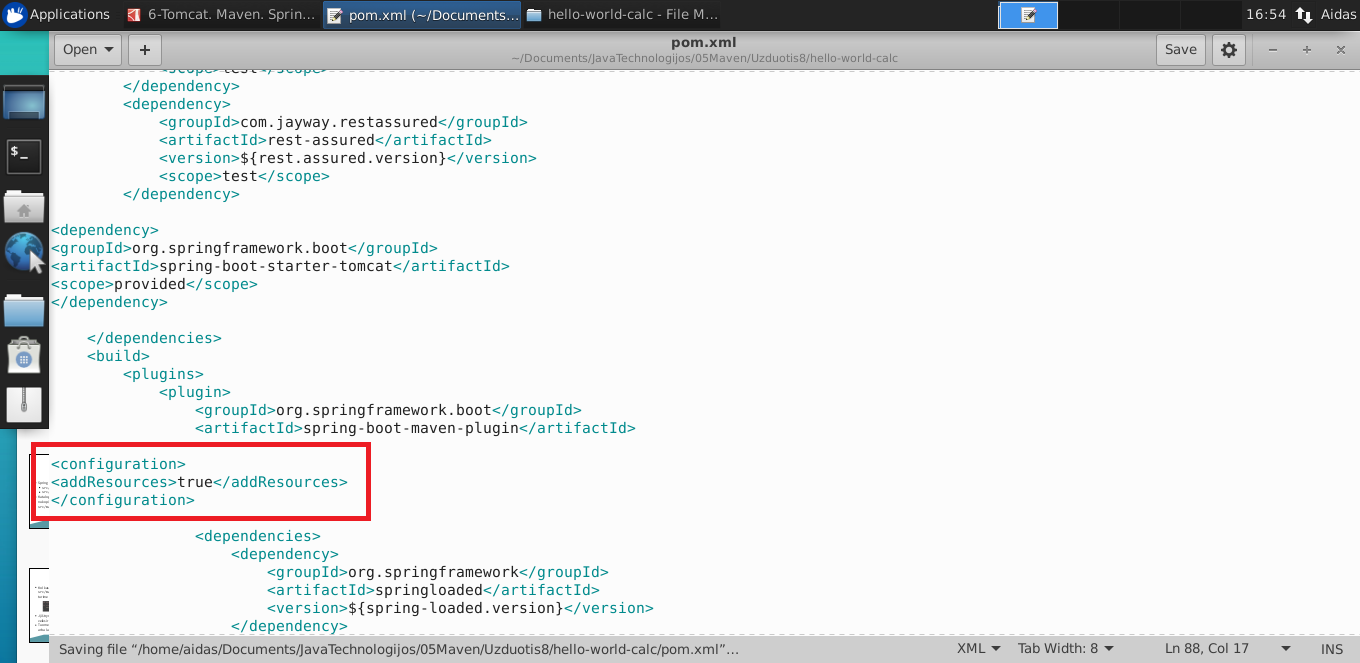 Applications
6-Tomcat. Maven. Sprin...
pom.xml (~/Documents...
hello-world-calc - File M...
16:54
Aidas
Open
+
pom.xml
~/Documents/JavaTechnologijos/05Maven/Uzduotis8/hello-world-calc
Save
<scope>test</scope>
</dependency>
<dependency>
<groupId>com.jayway.restassured</groupId>
<artifactId>rest-assured</artifactId>
<version>${rest.assured.version}</version>
<scope>test</scope>
</dependency>
<dependency>
<groupId>org.springframework.boot</groupId>
<artifactId>spring-boot-starter-tomcat</artifactId>
<scope>provided</scope>
</dependency>
</dependencies>
<build>
<plugins>
<plugin>
<groupId>org.springframework.boot</groupId>
<artifactId>spring-boot-maven-plugin</artifactId>
<configuration>
<addResources>true</addResources>
</configuration>
<dependencies>
<dependency>
<groupId>org.springframework</groupId>
<artifactId>springloaded</artifactId>
<version>${spring-loaded.version}</version>
</dependency>
Saving file “/home/aidas/Documents/JavaTechnologijos/05Maven/Uzduotis8/hello-world-calc/pom.xml”…
XML
Tab Width: 8
Ln 88, Col 17
INS